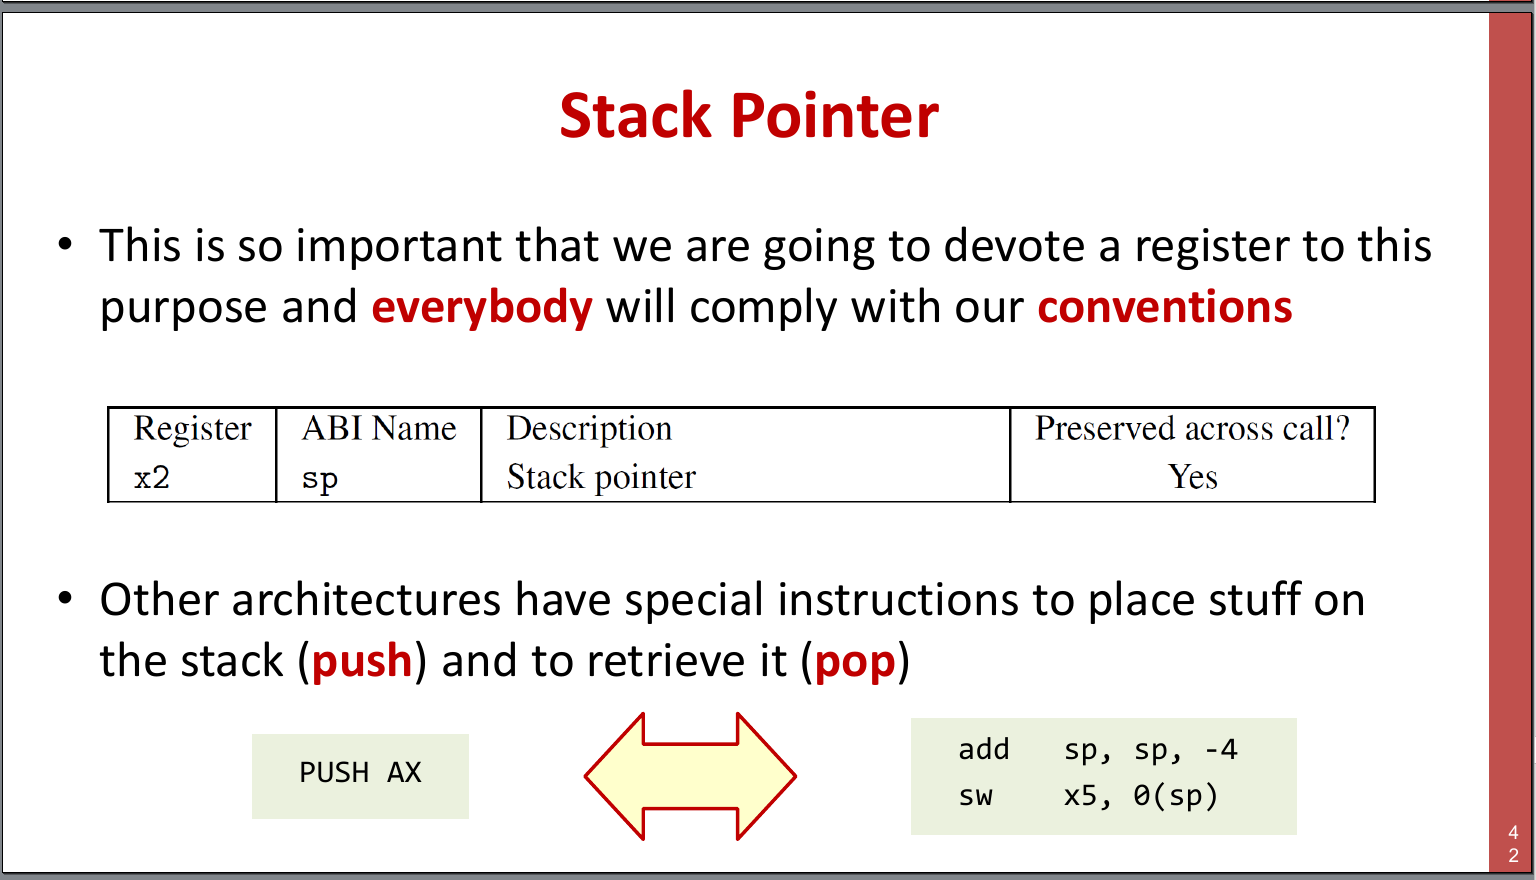 Stack Pointer
• This is so important that we are going to devote a register to this
purpose and everybody will comply with our conventions
Register ABI Name Description Preserved across call?
x2 sp Stack pointer Yes
• Other architectures have special instructions to place stuff on
the stack (push) and to retrieve it (pop)
PUSH AX
add sp, sp, -4
sw x5, 0(sp)
4
2